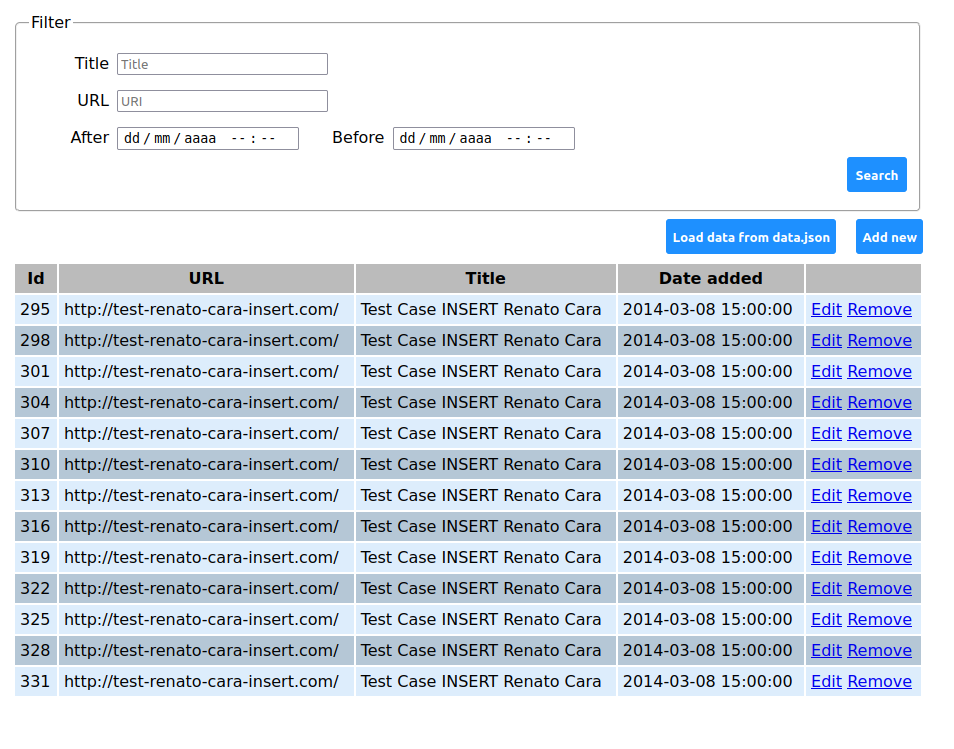 Filter
Title Title
URL URI
After dd/mm/aaaa --:-- Before dd/mm/aaaa --:--
Search
Load data from data.json Add new
Id URL Title Date added
295 http://test-renato-cara-insert.com/ Test Case INSERT Renato Cara 2014-03-08 15:00:00 Edit Remove
298 http://test-renato-cara-insert.com/ Test Case INSERT Renato Cara 2014-03-08 15:00:00 Edit Remove
301 http://test-renato-cara-insert.com/ Test Case INSERT Renato Cara 2014-03-08 15:00:00 Edit Remove
304 http://test-renato-cara-insert.com/ Test Case INSERT Renato Cara 2014-03-08 15:00:00 Edit Remove
307 http://test-renato-cara-insert.com/ Test Case INSERT Renato Cara 2014-03-08 15:00:00 Edit Remove
310 http://test-renato-cara-insert.com/ Test Case INSERT Renato Cara 2014-03-08 15:00:00 Edit Remove
313 http://test-renato-cara-insert.com/ Test Case INSERT Renato Cara 2014-03-08 15:00:00 Edit Remove
316 http://test-renato-cara-insert.com/ Test Case INSERT Renato Cara 2014-03-08 15:00:00 Edit Remove
319 http://test-renato-cara-insert.com/ Test Case INSERT Renato Cara 2014-03-08 15:00:00 Edit Remove
322 http://test-renato-cara-insert.com/ Test Case INSERT Renato Cara 2014-03-08 15:00:00 Edit Remove
325 http://test-renato-cara-insert.com/ Test Case INSERT Renato Cara 2014-03-08 15:00:00 Edit Remove
328 http://test-renato-cara-insert.com/ Test Case INSERT Renato Cara 2014-03-08 15:00:00 Edit Remove
331 http://test-renato-cara-insert.com/ Test Case INSERT Renato Cara 2014-03-08 15:00:00 Edit Remove